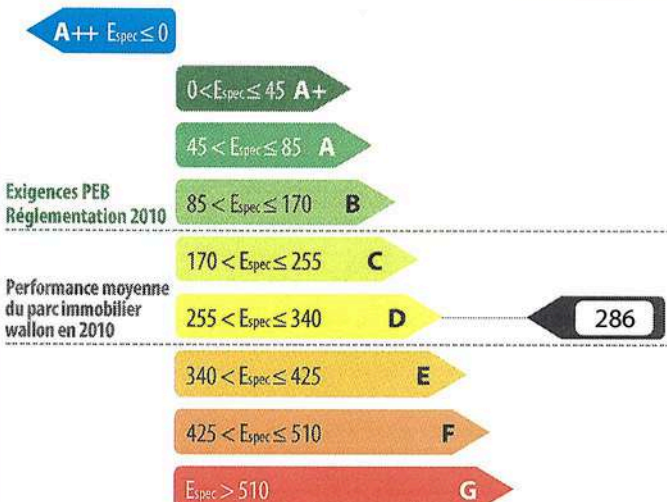 A++ Espec ≤ 0
0 < Espec ≤ 45 A+
45 < Espec ≤ 85 A
Exigences PEB
Réglementation 2010
85 < Espec ≤ 170 B
170 < Espec ≤ 255 C
Performance moyenne
du parc immobilier
wallon en 2010
255 < Espec ≤ 340 D
286
340 < Espec ≤ 425 E
425 < Espec ≤ 510 F
Espec > 510 G